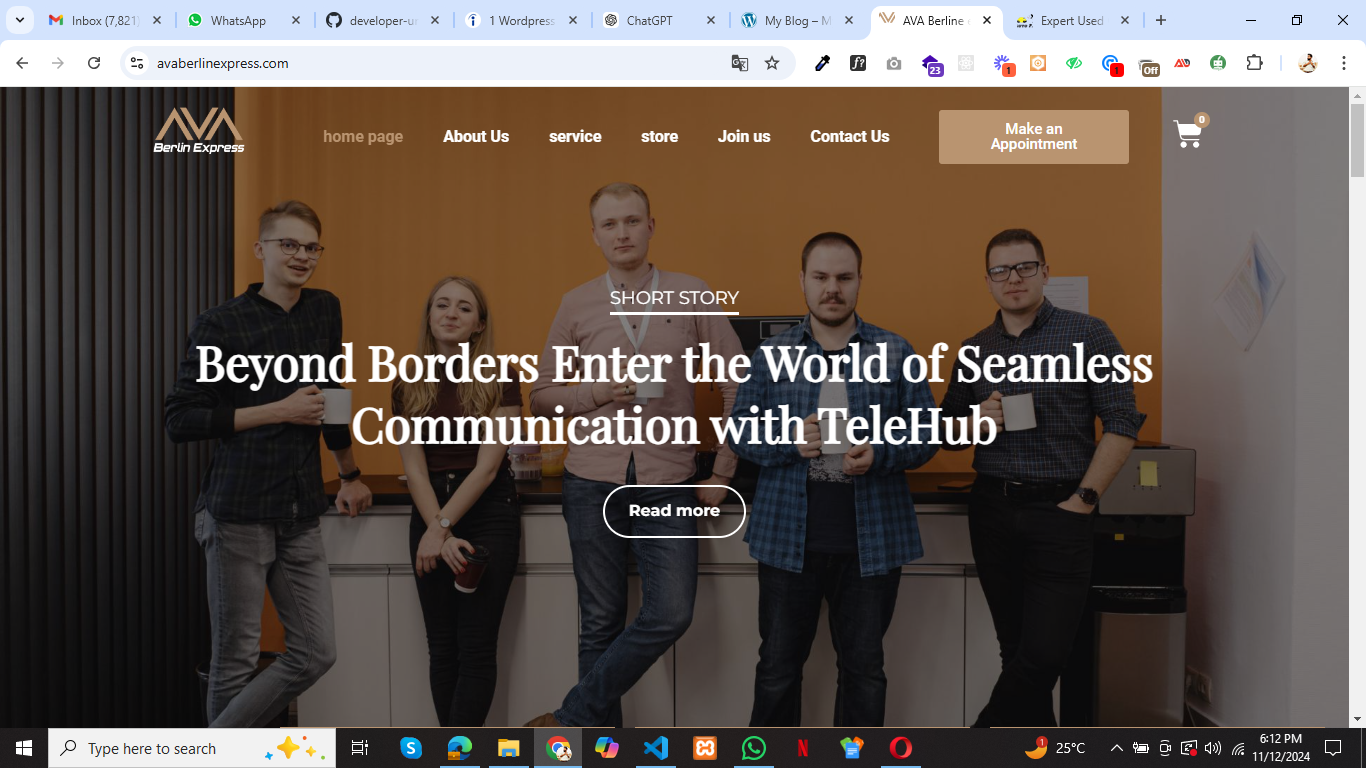 Inbox (7,821)
WhatsApp
developer-ur
1 Wordpress
ChatGPT
My Blog – M
AVA Berline
Expert Used
avaberlinexpress.com
23
1
1
Off
AVA
Berlin Express
home page
About Us
service
store
Join us
Contact Us
Make an
Appointment
0
SHORT STORY
Beyond Borders Enter the World of Seamless
Communication with TeleHub
Read more
Type here to search
1
25°C
6:12 PM
11/12/2024